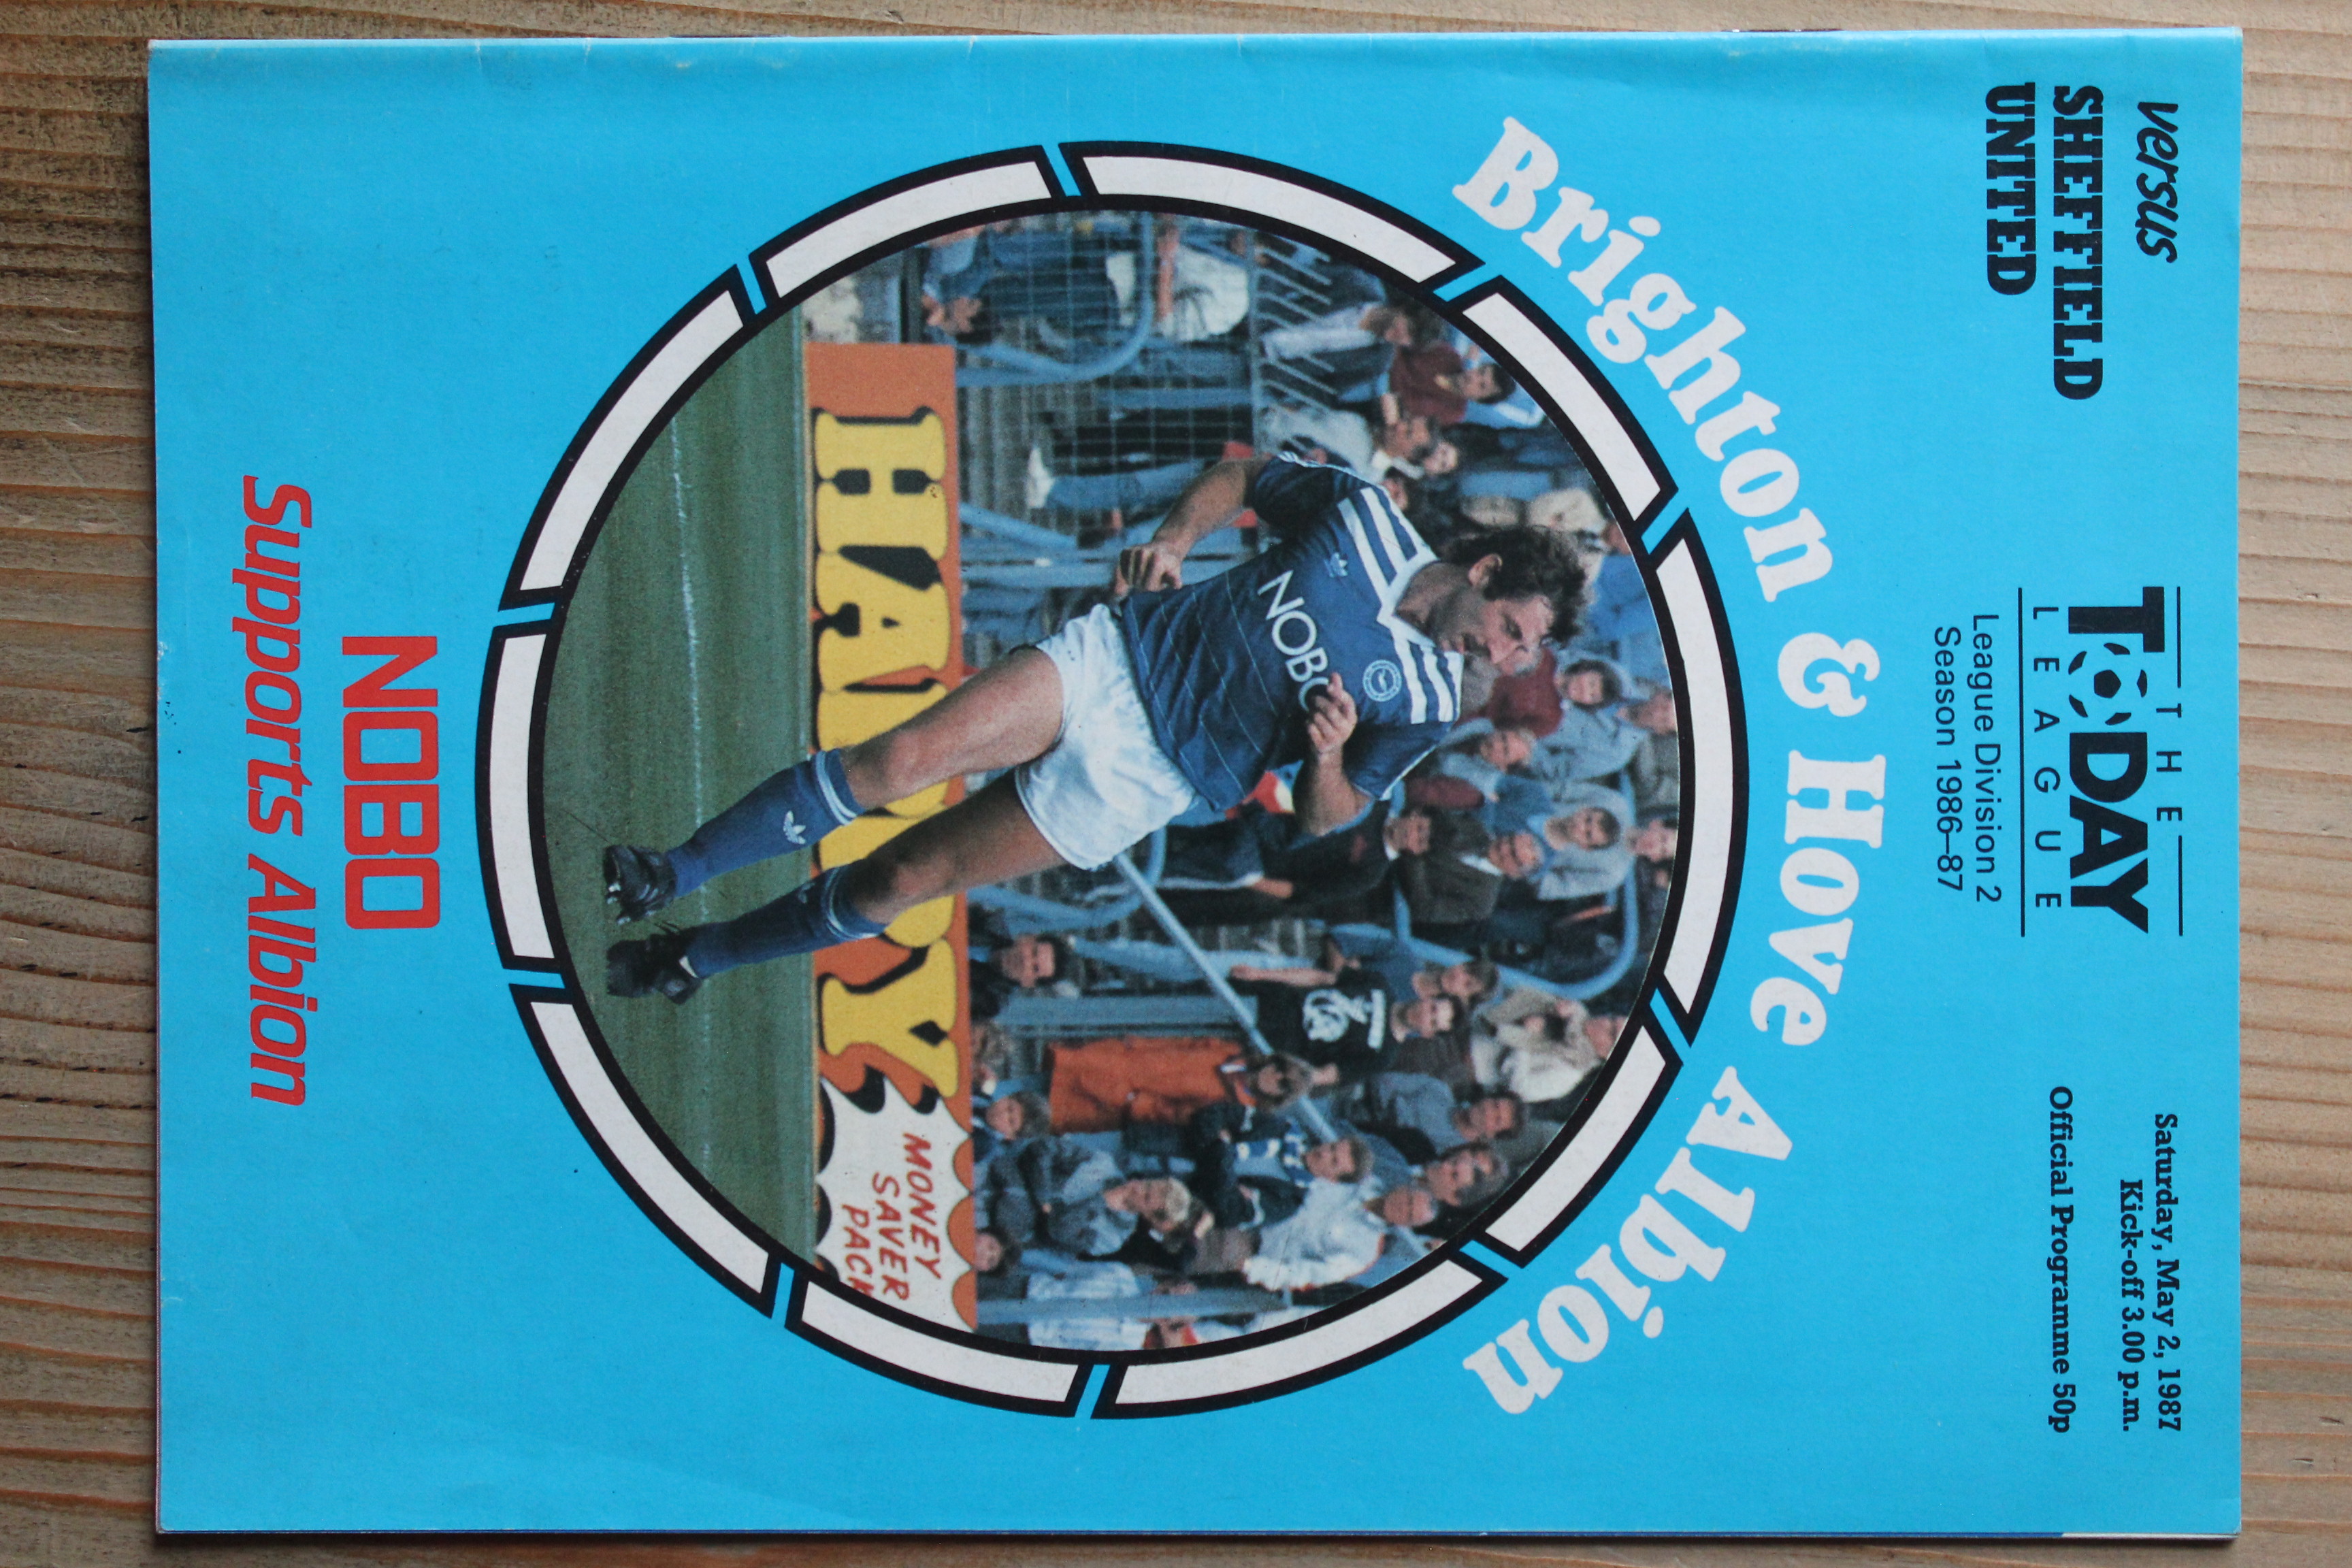 versus
SHEFFIELD
UNITED
THE
TODAY
LEAGUE
League Division 2
Season 1986–87
Saturday, May 2, 1987
Kick-off 3.00 p.m.
Official Programme 50p
Brighton & Hove Albion
NOBO
MONEY
SAVER
PACK
NOBO
Supports Albion